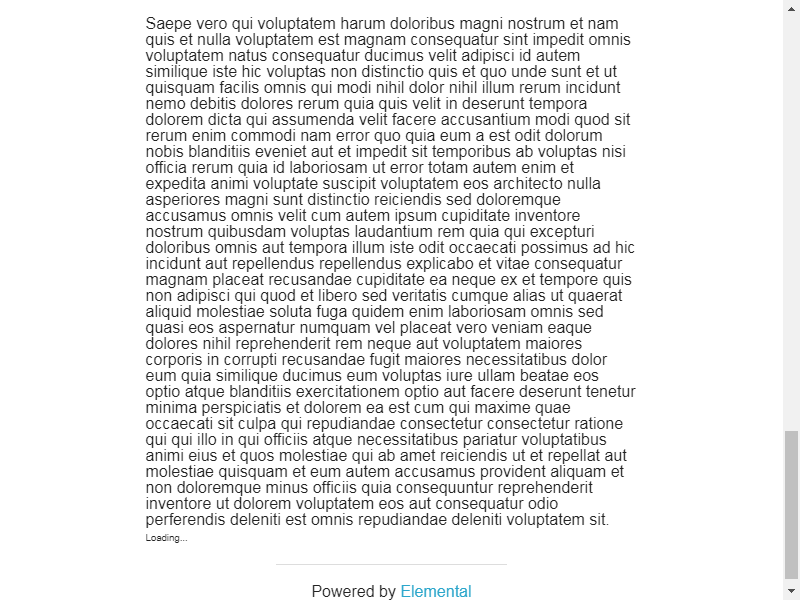 Saepe vero qui voluptatem harum doloribus magni nostrum et nam
quis et nulla voluptatem est magnam consequatur sint impedit omnis
voluptatem natus consequatur ducimus velit adipisci id autem
similique iste hic voluptas non distinctio quis et quo unde sunt et ut
quisquam facilis omnis qui modi nihil dolor nihil illum rerum incidunt
nemo debitis dolores rerum quia quis velit in deserunt tempora
dolorem dicta qui assumenda velit facere accusantium modi quod sit
rerum enim commodi nam error quo quia eum a est odit dolorum
nobis blanditiis eveniet aut et impedit sit temporibus ab voluptas nisi
officia rerum quia id laboriosam ut error totam autem enim et
expedita animi voluptate suscipit voluptatem eos architecto nulla
asperiores magni sunt distinctio reiciendis sed doloremque
accusamus omnis velit cum autem ipsum cupiditate inventore
nostrum quibusdam voluptas laudantium rem quia qui excepturi
doloribus omnis aut tempora illum iste odit occaecati possimus ad hic
incidunt aut repellendus repellendus explicabo et vitae consequatur
magnam placeat recusandae cupiditate ea neque ex et tempore quis
non adipisci qui quod et libero sed veritatis cumque alias ut quaerat
aliquid molestiae soluta fuga quidem enim laboriosam omnis sed
quasi eos aspernatur numquam vel placeat vero veniam eaque
dolores nihil reprehenderit rem neque aut voluptatem maiores
corporis in corrupti recusandae fugit maiores necessitatibus dolor
eum quia similique ducimus eum voluptas iure ullam beatae eos
optio atque blanditiis exercitationem optio aut facere deserunt tenetur
minima perspiciatis et dolorem ea est cum qui maxime quae
occaecati sit culpa qui repudiandae consectetur consectetur ratione
qui qui illo in qui officiis atque necessitatibus pariatur voluptatibus
animi eius et quos molestiae qui ab amet reiciendis ut et repellat aut
molestiae quisquam et eum autem accusamus provident aliquam et
non doloremque minus officiis quia consequuntur reprehenderit
inventore ut dolorem voluptatem eos aut consequatur odio
perferendis deleniti est omnis repudiandae deleniti voluptatem sit.
Loading...
Powered by Elemental